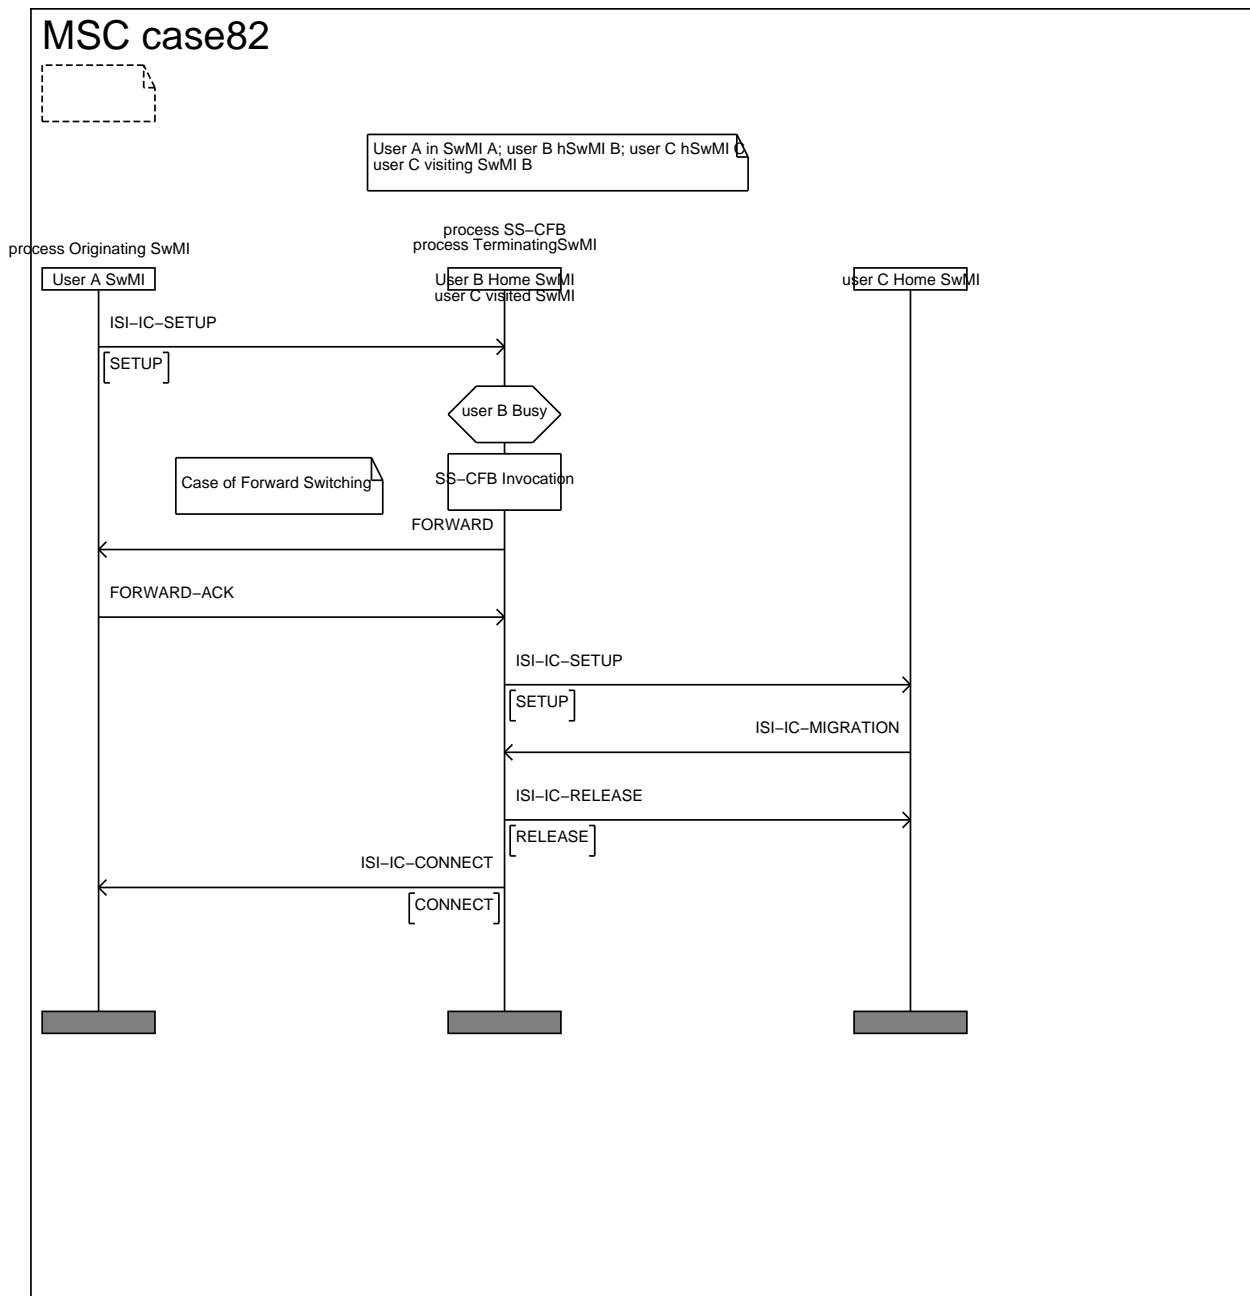 MSC case82
User A in SwMI A; user B hSwMI B; user C hSwMI C
user C visiting SwMI B
process SS−CFB
process Originating SwMI
process TerminatingSwMI
User A SwMI
User B Home SwMI
user C visited SwMI
user C Home SwMI
ISI−IC−SETUP
SETUP
user B Busy
Case of Forward Switching
SS−CFB Invocation
FORWARD
FORWARD−ACK
ISI−IC−SETUP
SETUP
ISI−IC−MIGRATION
ISI−IC−RELEASE
RELEASE
ISI−IC−CONNECT
CONNECT